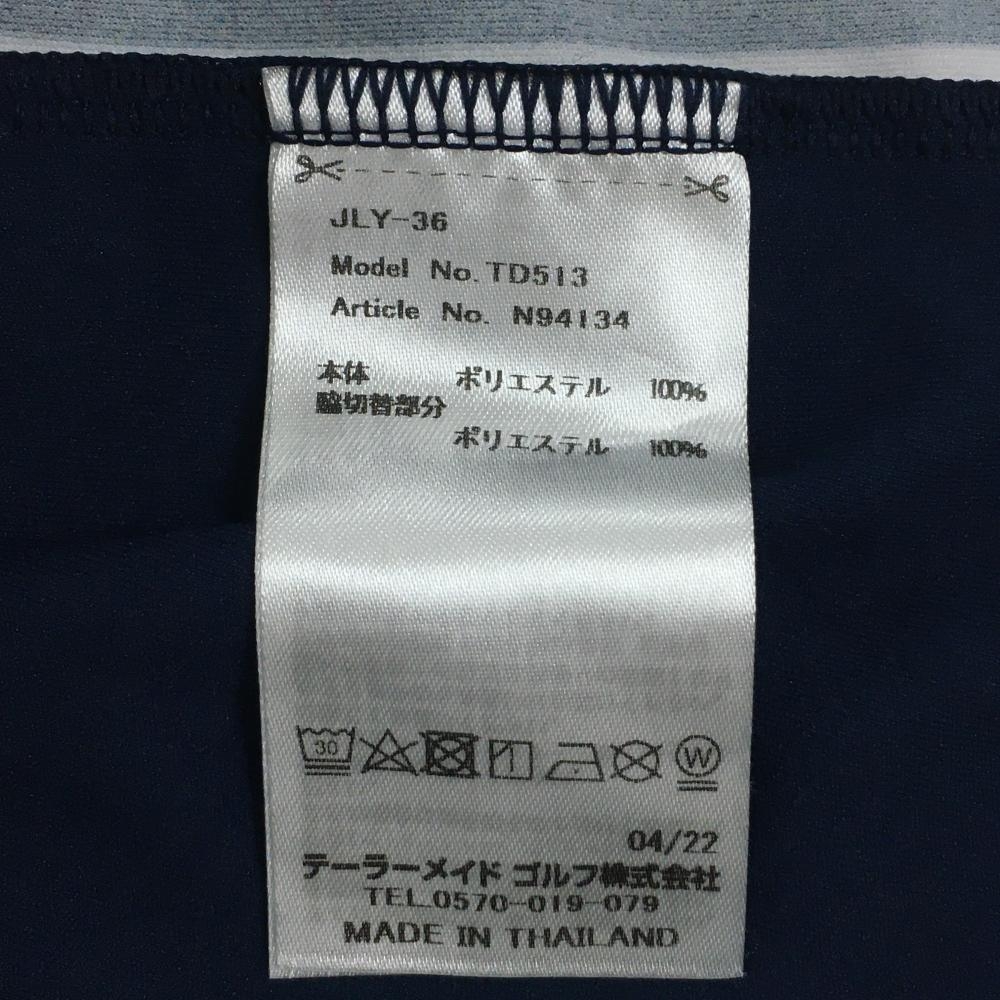 JLY-36
Model No. TD513
Article No. N94134
本体 ポリエステル 100%
脇切替部分
ポリエステル 100%
30 W
04/22
テーラーメイド ゴルフ株式会社
TEL.0570-019-079
MADE IN THAILAND